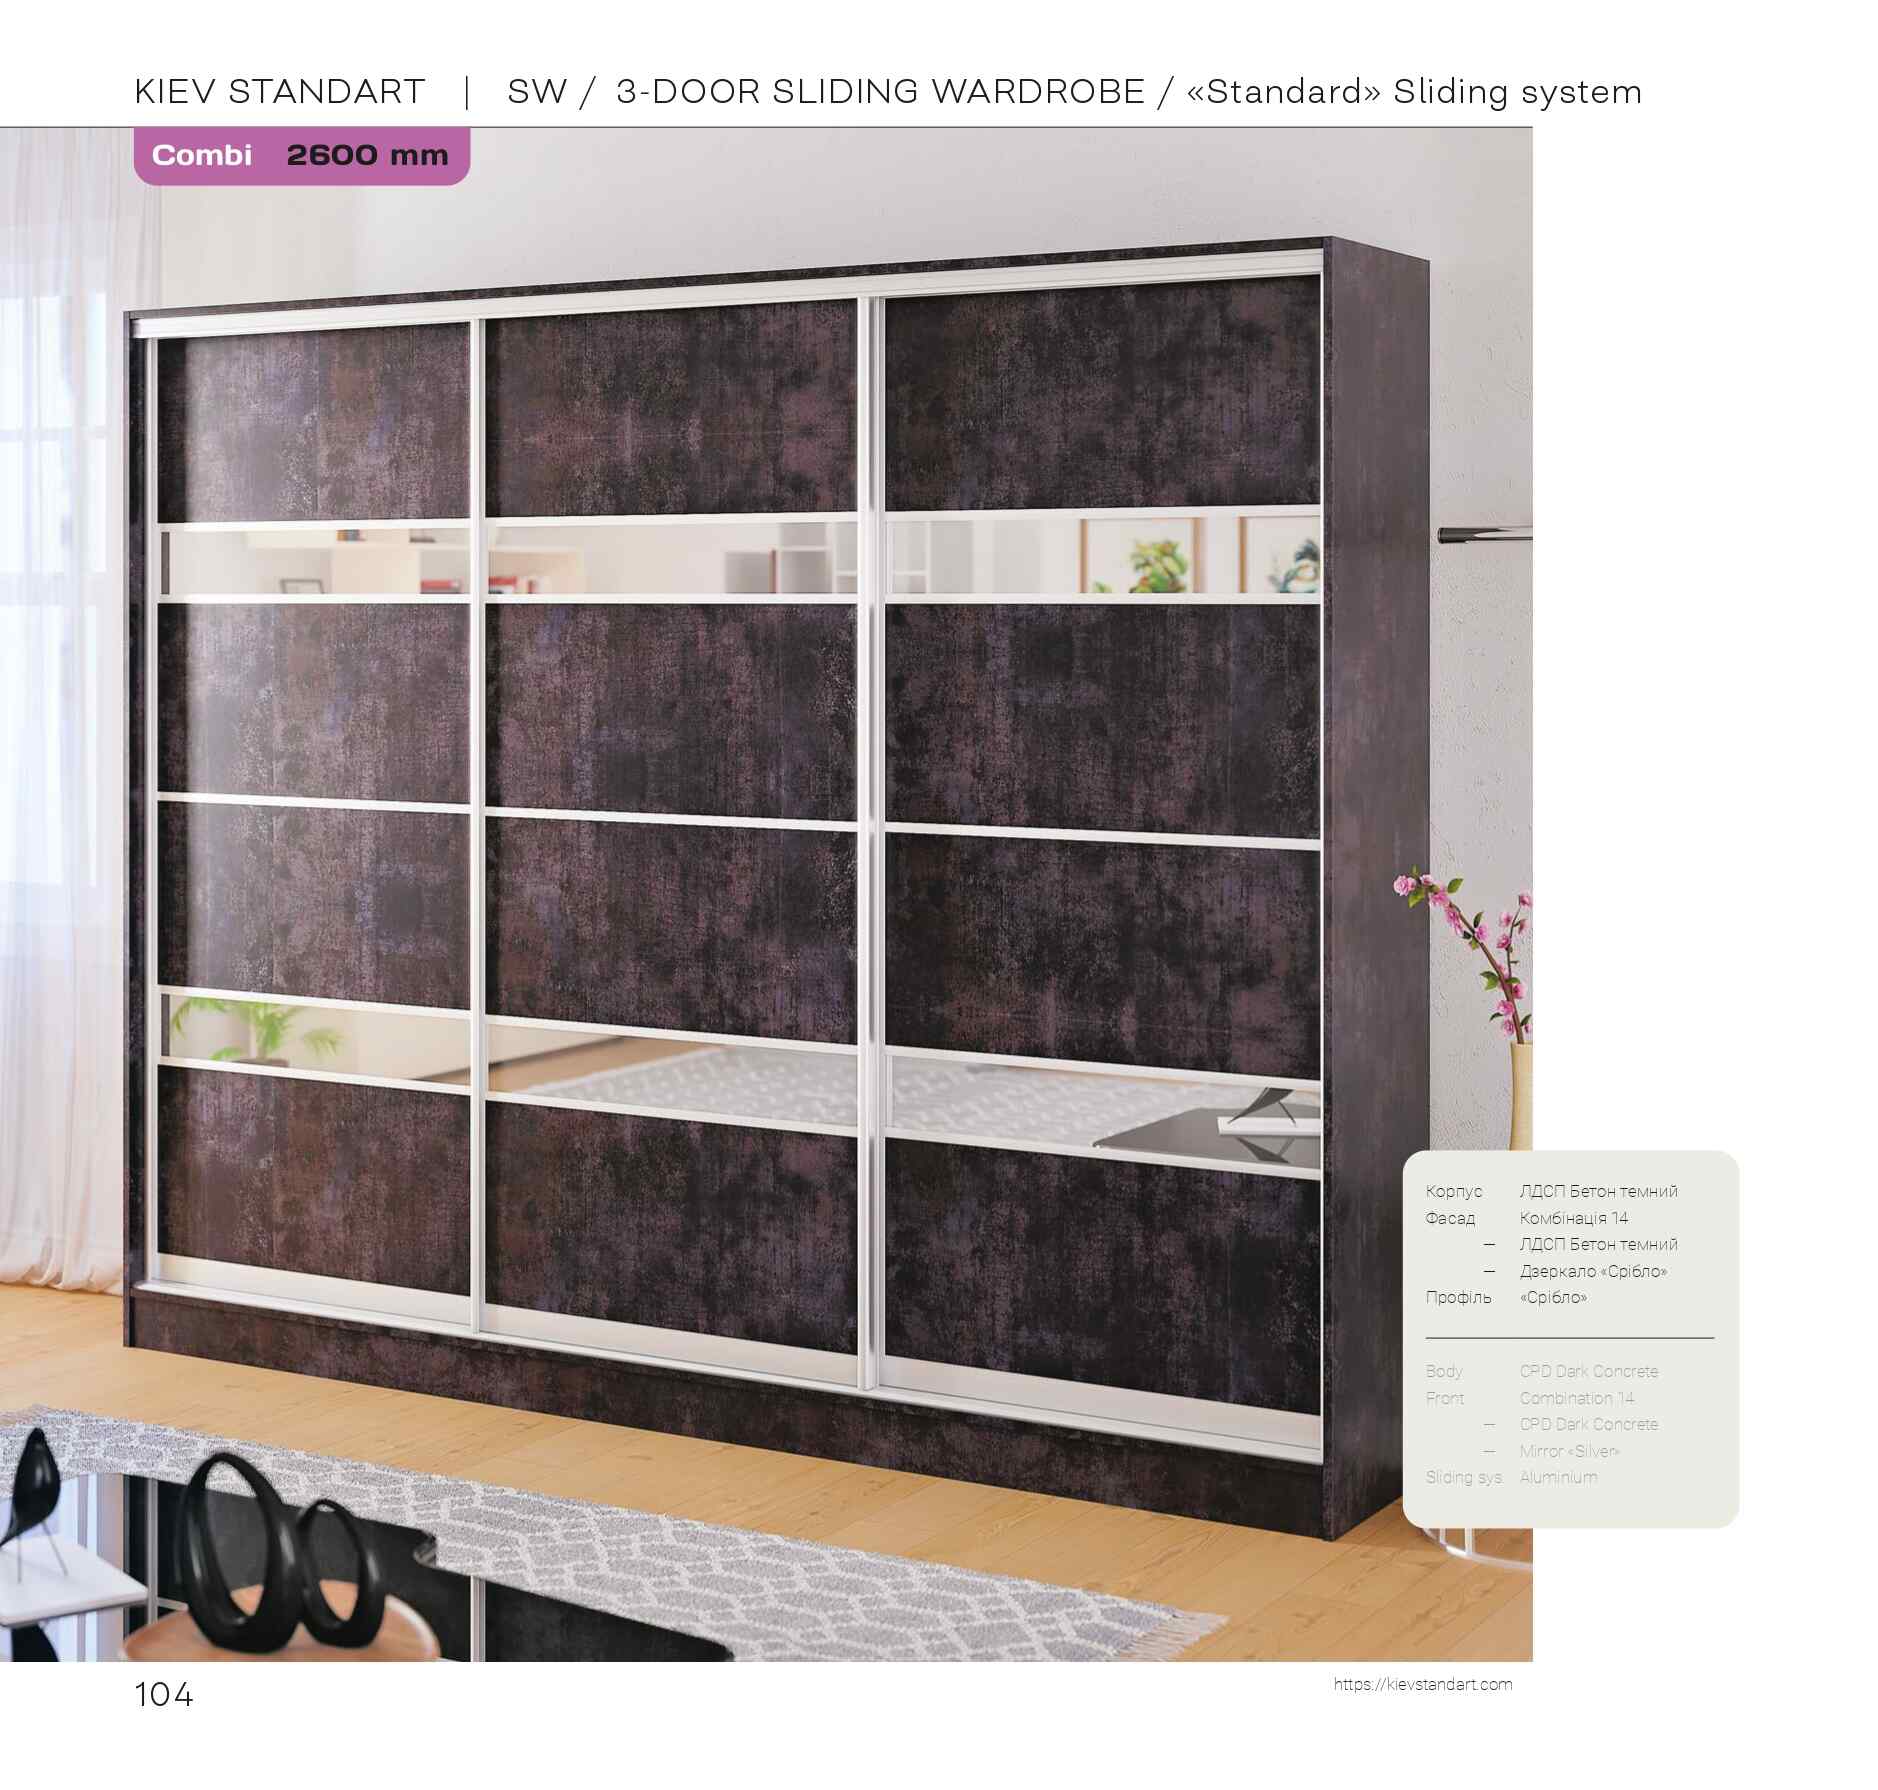 KIEV STANDART | SW / 3-DOOR SLIDING WARDROBE / «Standard» Sliding system
Combi 2600 mm
Корпус ЛДСП Бетон темний
Фасад Комбінація 14
– ЛДСП Бетон темний
– Дзеркало «Срібло»
Профіль «Срібло»
Body CPD Dark Concrete
Front Combination 14
– CPD Dark Concrete
– Mirror «Silver»
Sliding sys. Aluminium
104
https://kievstandart.com